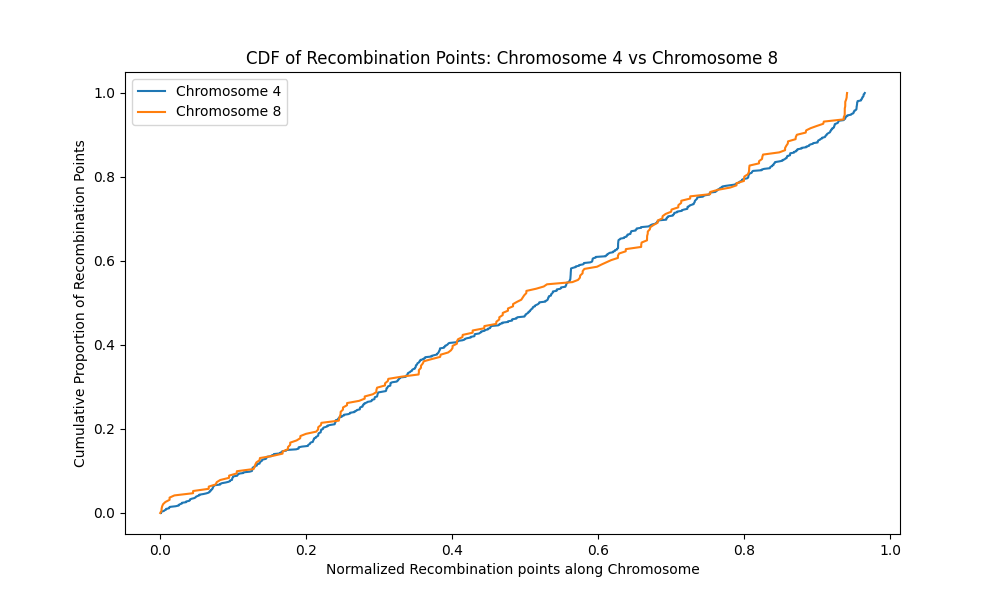 CDF of Recombination Points: Chromosome 4 vs Chromosome 8
Chromosome 4
Chromosome 8
Cumulative Proportion of Recombination Points
1.0
0.8
0.6
0.4
0.2
0.0
0.0 0.2 0.4 0.6 0.8 1.0
Normalized Recombination points along Chromosome